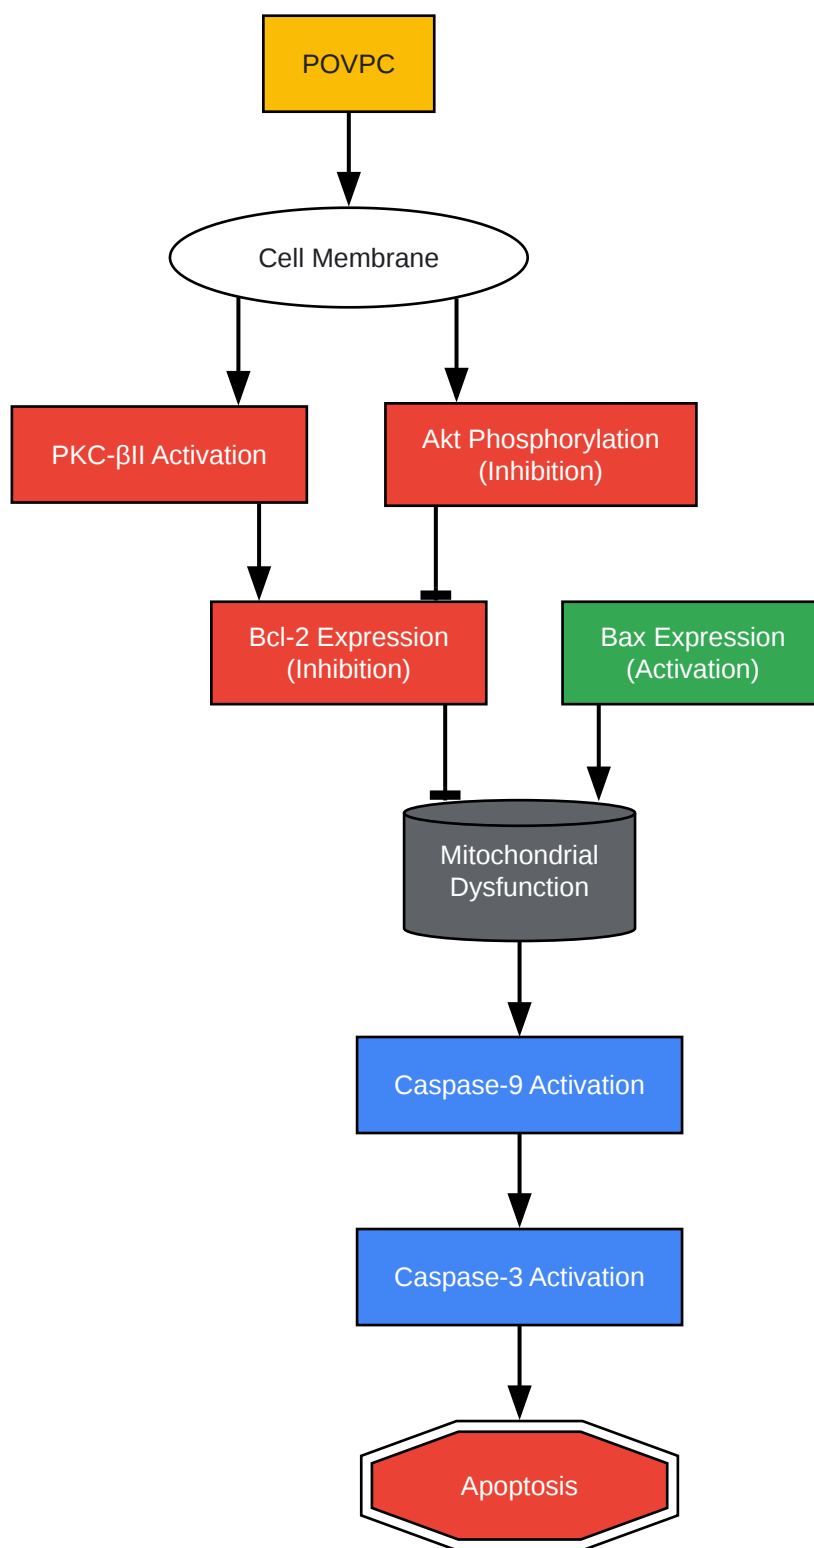 POVPC
Cell Membrane
PKC-βII Activation
Akt Phosphorylation
(Inhibition)
Bcl-2 Expression
(Inhibition)
Bax Expression
(Activation)
Mitochondrial
Dysfunction
Caspase-9 Activation
Caspase-3 Activation
Apoptosis